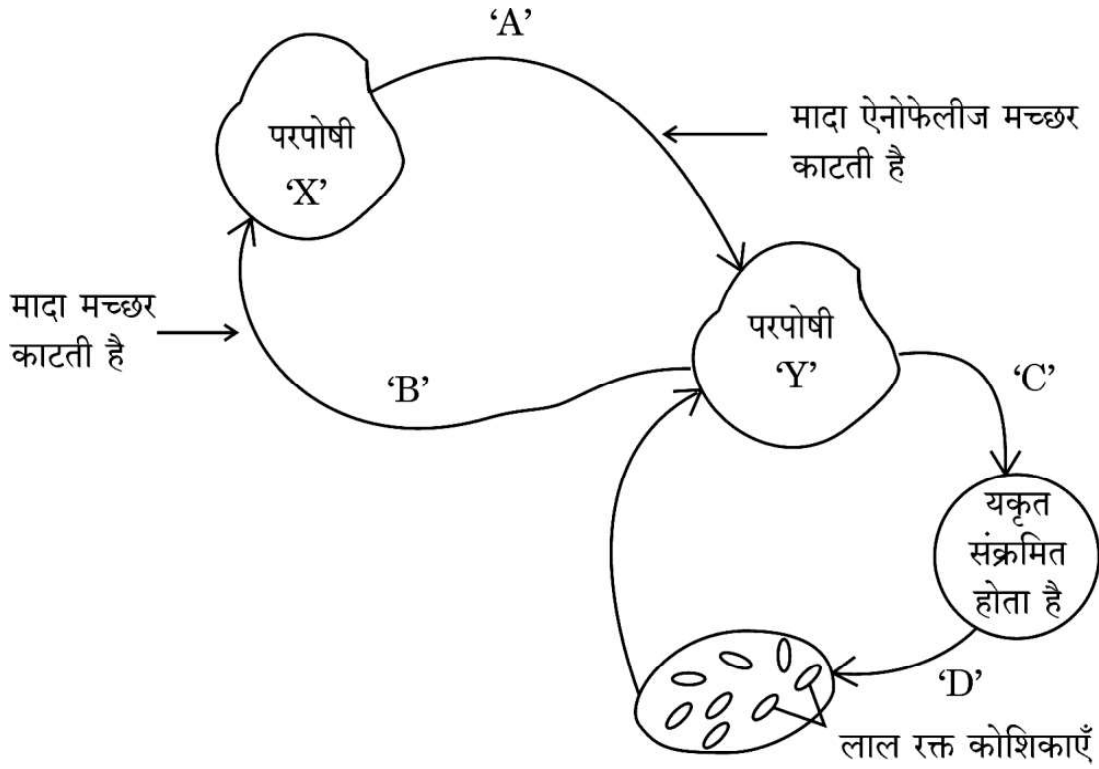 ‘A’
मादा ऐनोफेलीज मच्छर
काटती है
परपोषी
‘X’
मादा मच्छर
काटती है
परपोषी
‘Y’
‘B’
‘C’
यकृत
संक्रमित
होता है
‘D’
लाल रक्त कोशिकाएँ